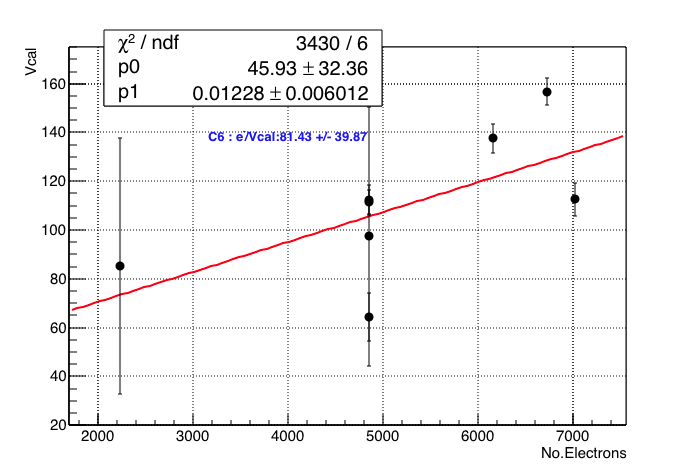 χ² / ndf 3430 / 6
p0 45.93 ± 32.36
p1 0.01228 ± 0.006012
Vcal
160
C6 : e/Vcal:81.43 +/- 39.87
140
120
100
80
60
40
20
2000 3000 4000 5000 6000 7000
No.Electrons